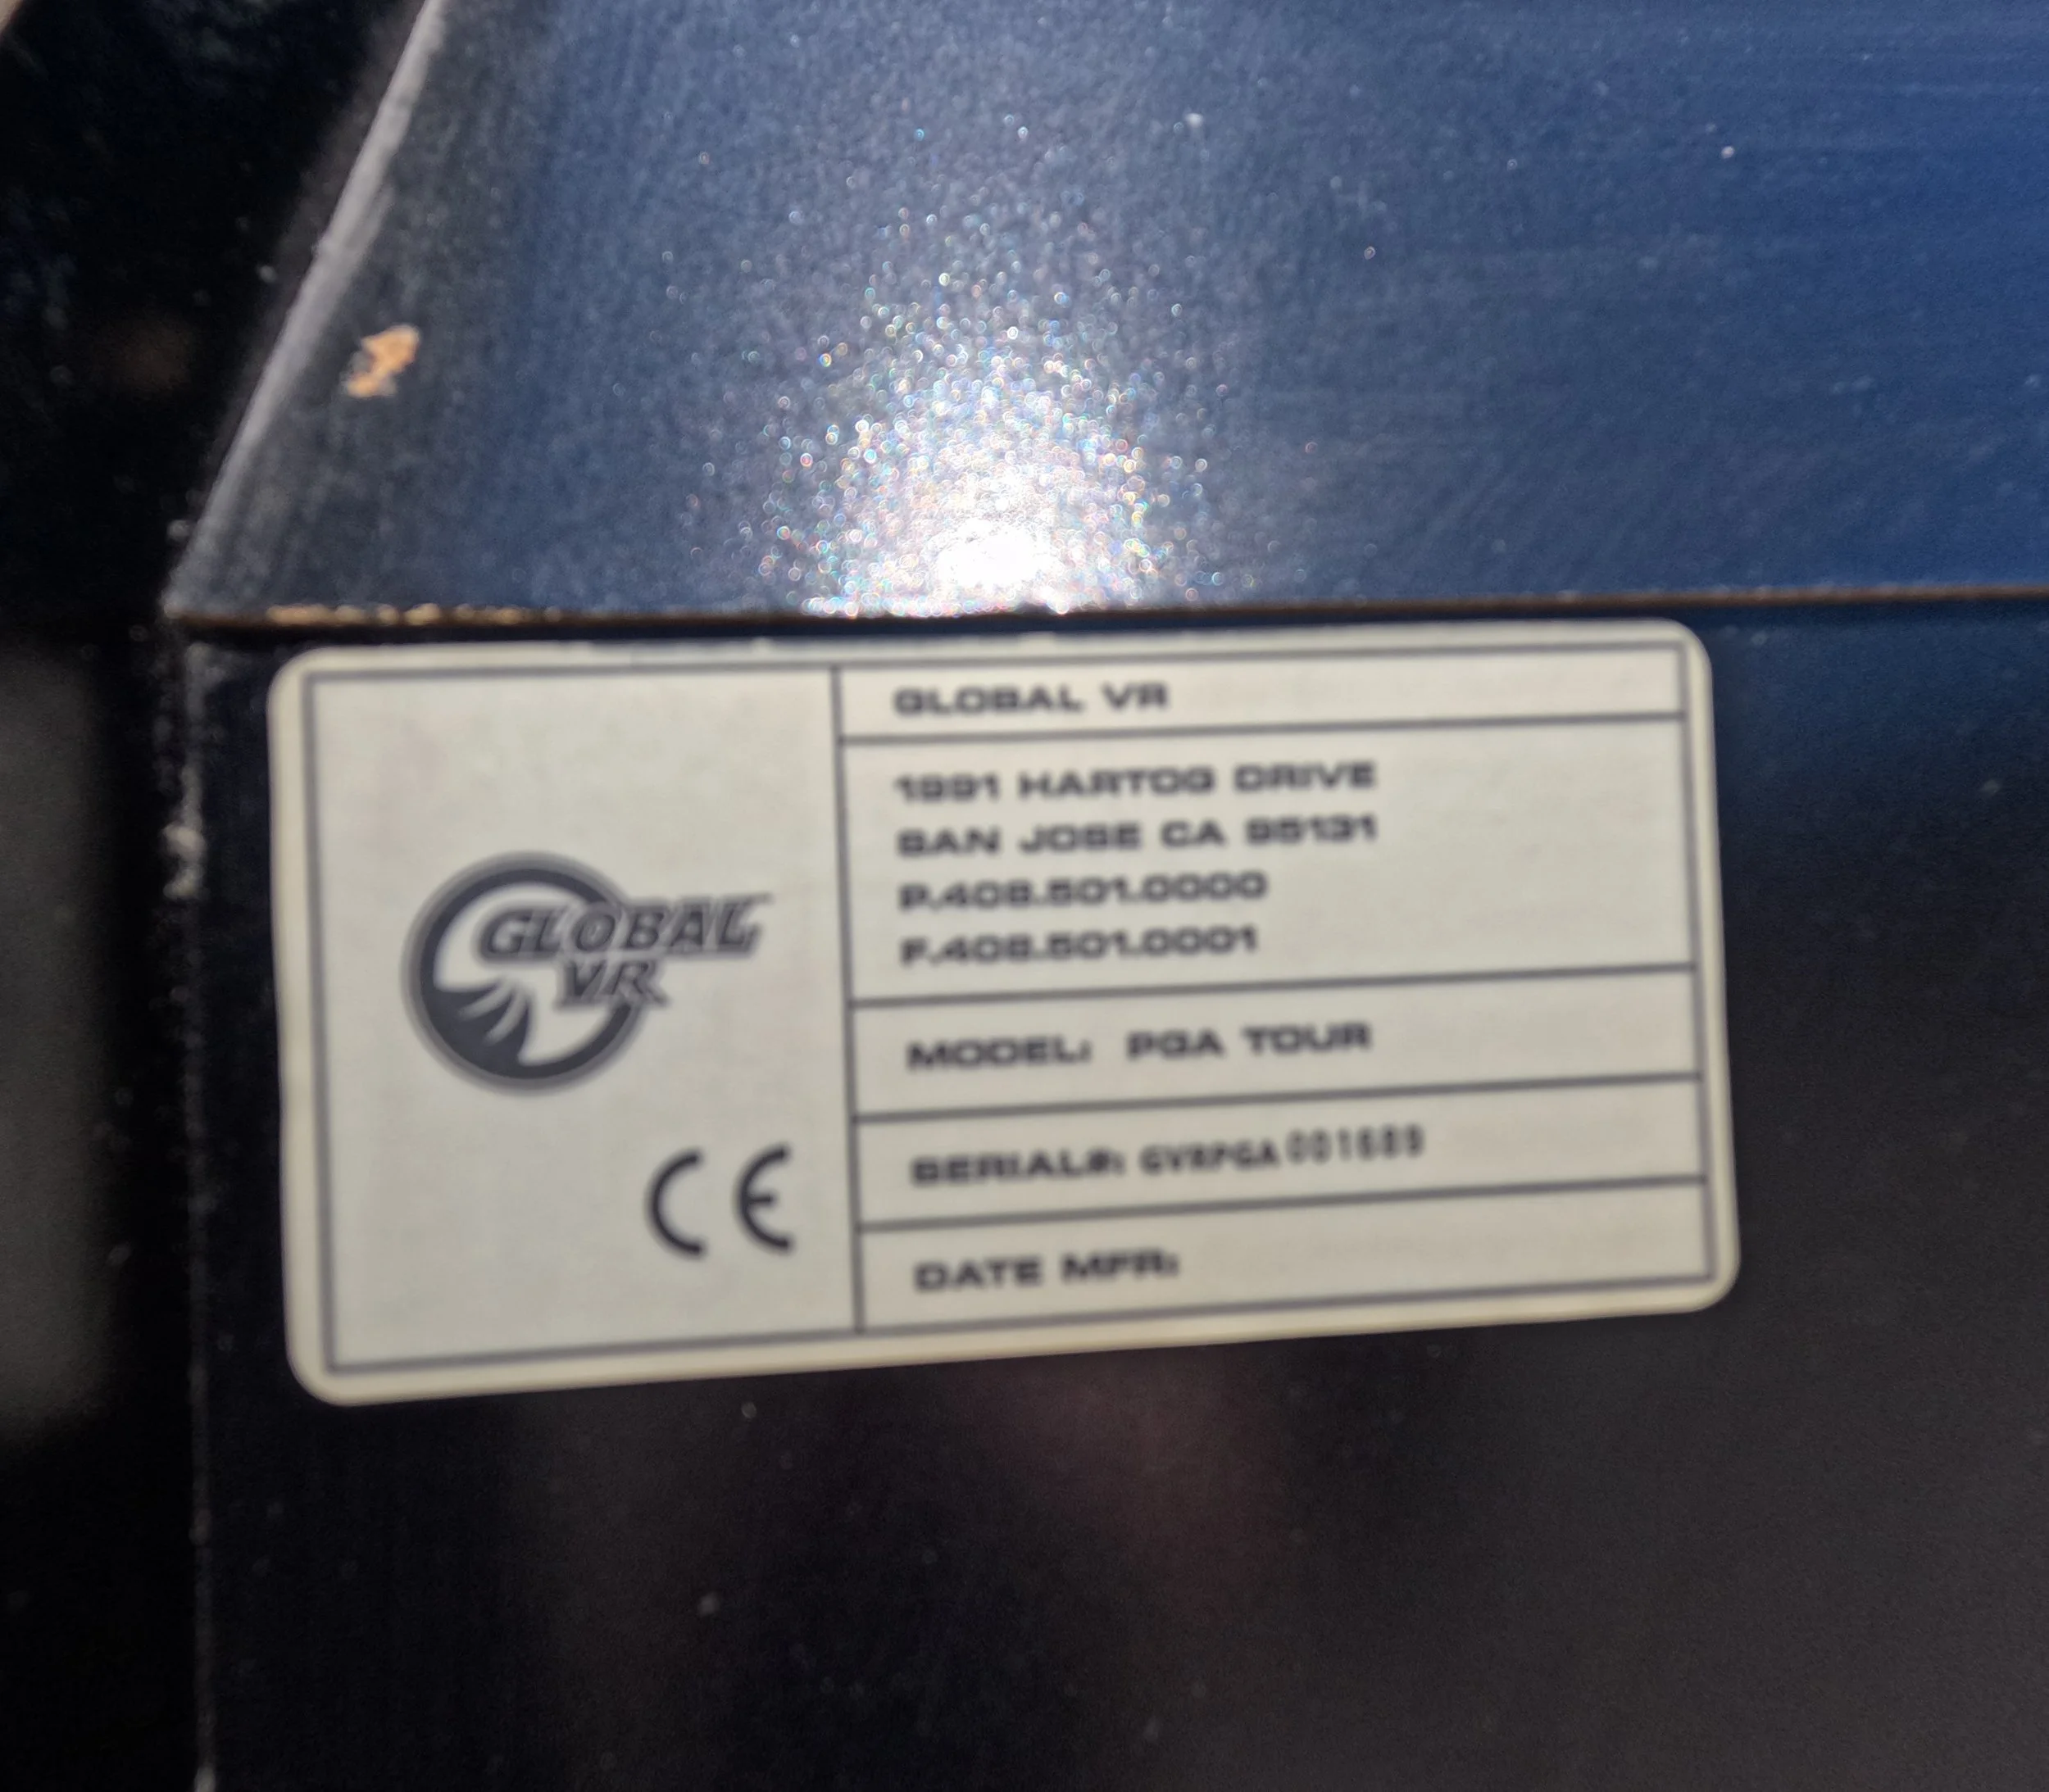 GLOBAL VR
GLOBAL
VR
1991 HARTOG DRIVE
SAN JOSE CA 95131
P.408.501.0000
F.408.501.0001
MODEL: PGA TOUR
SERIAL#: GVRPGA
CE
DATE MFR: